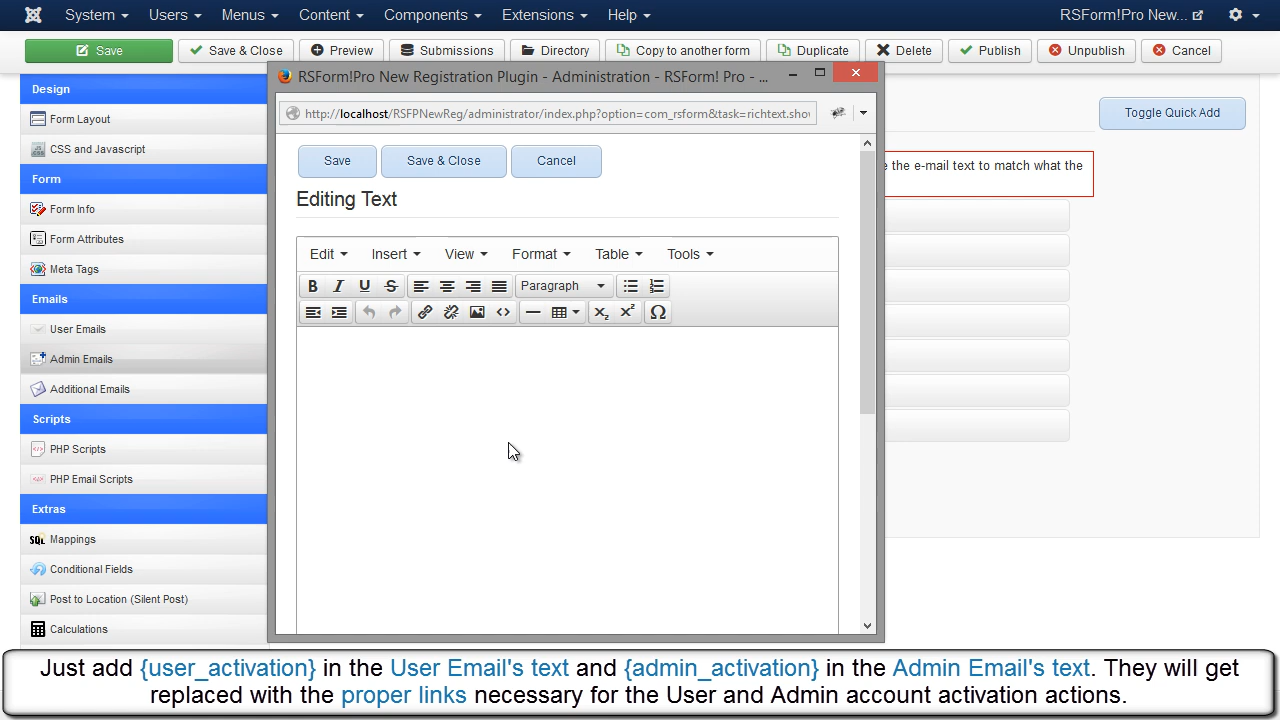 System Users Menus Content Components Extensions Help RSForm!Pro New...
Save Save & Close Preview Submissions Directory Copy to another form Duplicate Delete Publish Unpublish Cancel
RSForm!Pro New Registration Plugin - Administration - RSForm! Pro - ...
http://localhost/RSFPNewReg/administrator/index.php?option=com_rsform&task=richtext.show
Save Save & Close Cancel
Editing Text
Edit Insert View Format Table Tools
B I U S Paragraph
X₂ X² Ω
Toggle Quick Add
the e-mail text to match what the
Design
Form Layout
CSS and Javascript
Form
Form Info
Form Attributes
Meta Tags
Emails
User Emails
Admin Emails
Additional Emails
Scripts
PHP Scripts
PHP Email Scripts
Extras
SQL Mappings
Conditional Fields
Post to Location (Silent Post)
Calculations
Just add {user_activation} in the User Email's text and {admin_activation} in the Admin Email's text. They will get
replaced with the proper links necessary for the User and Admin account activation actions.